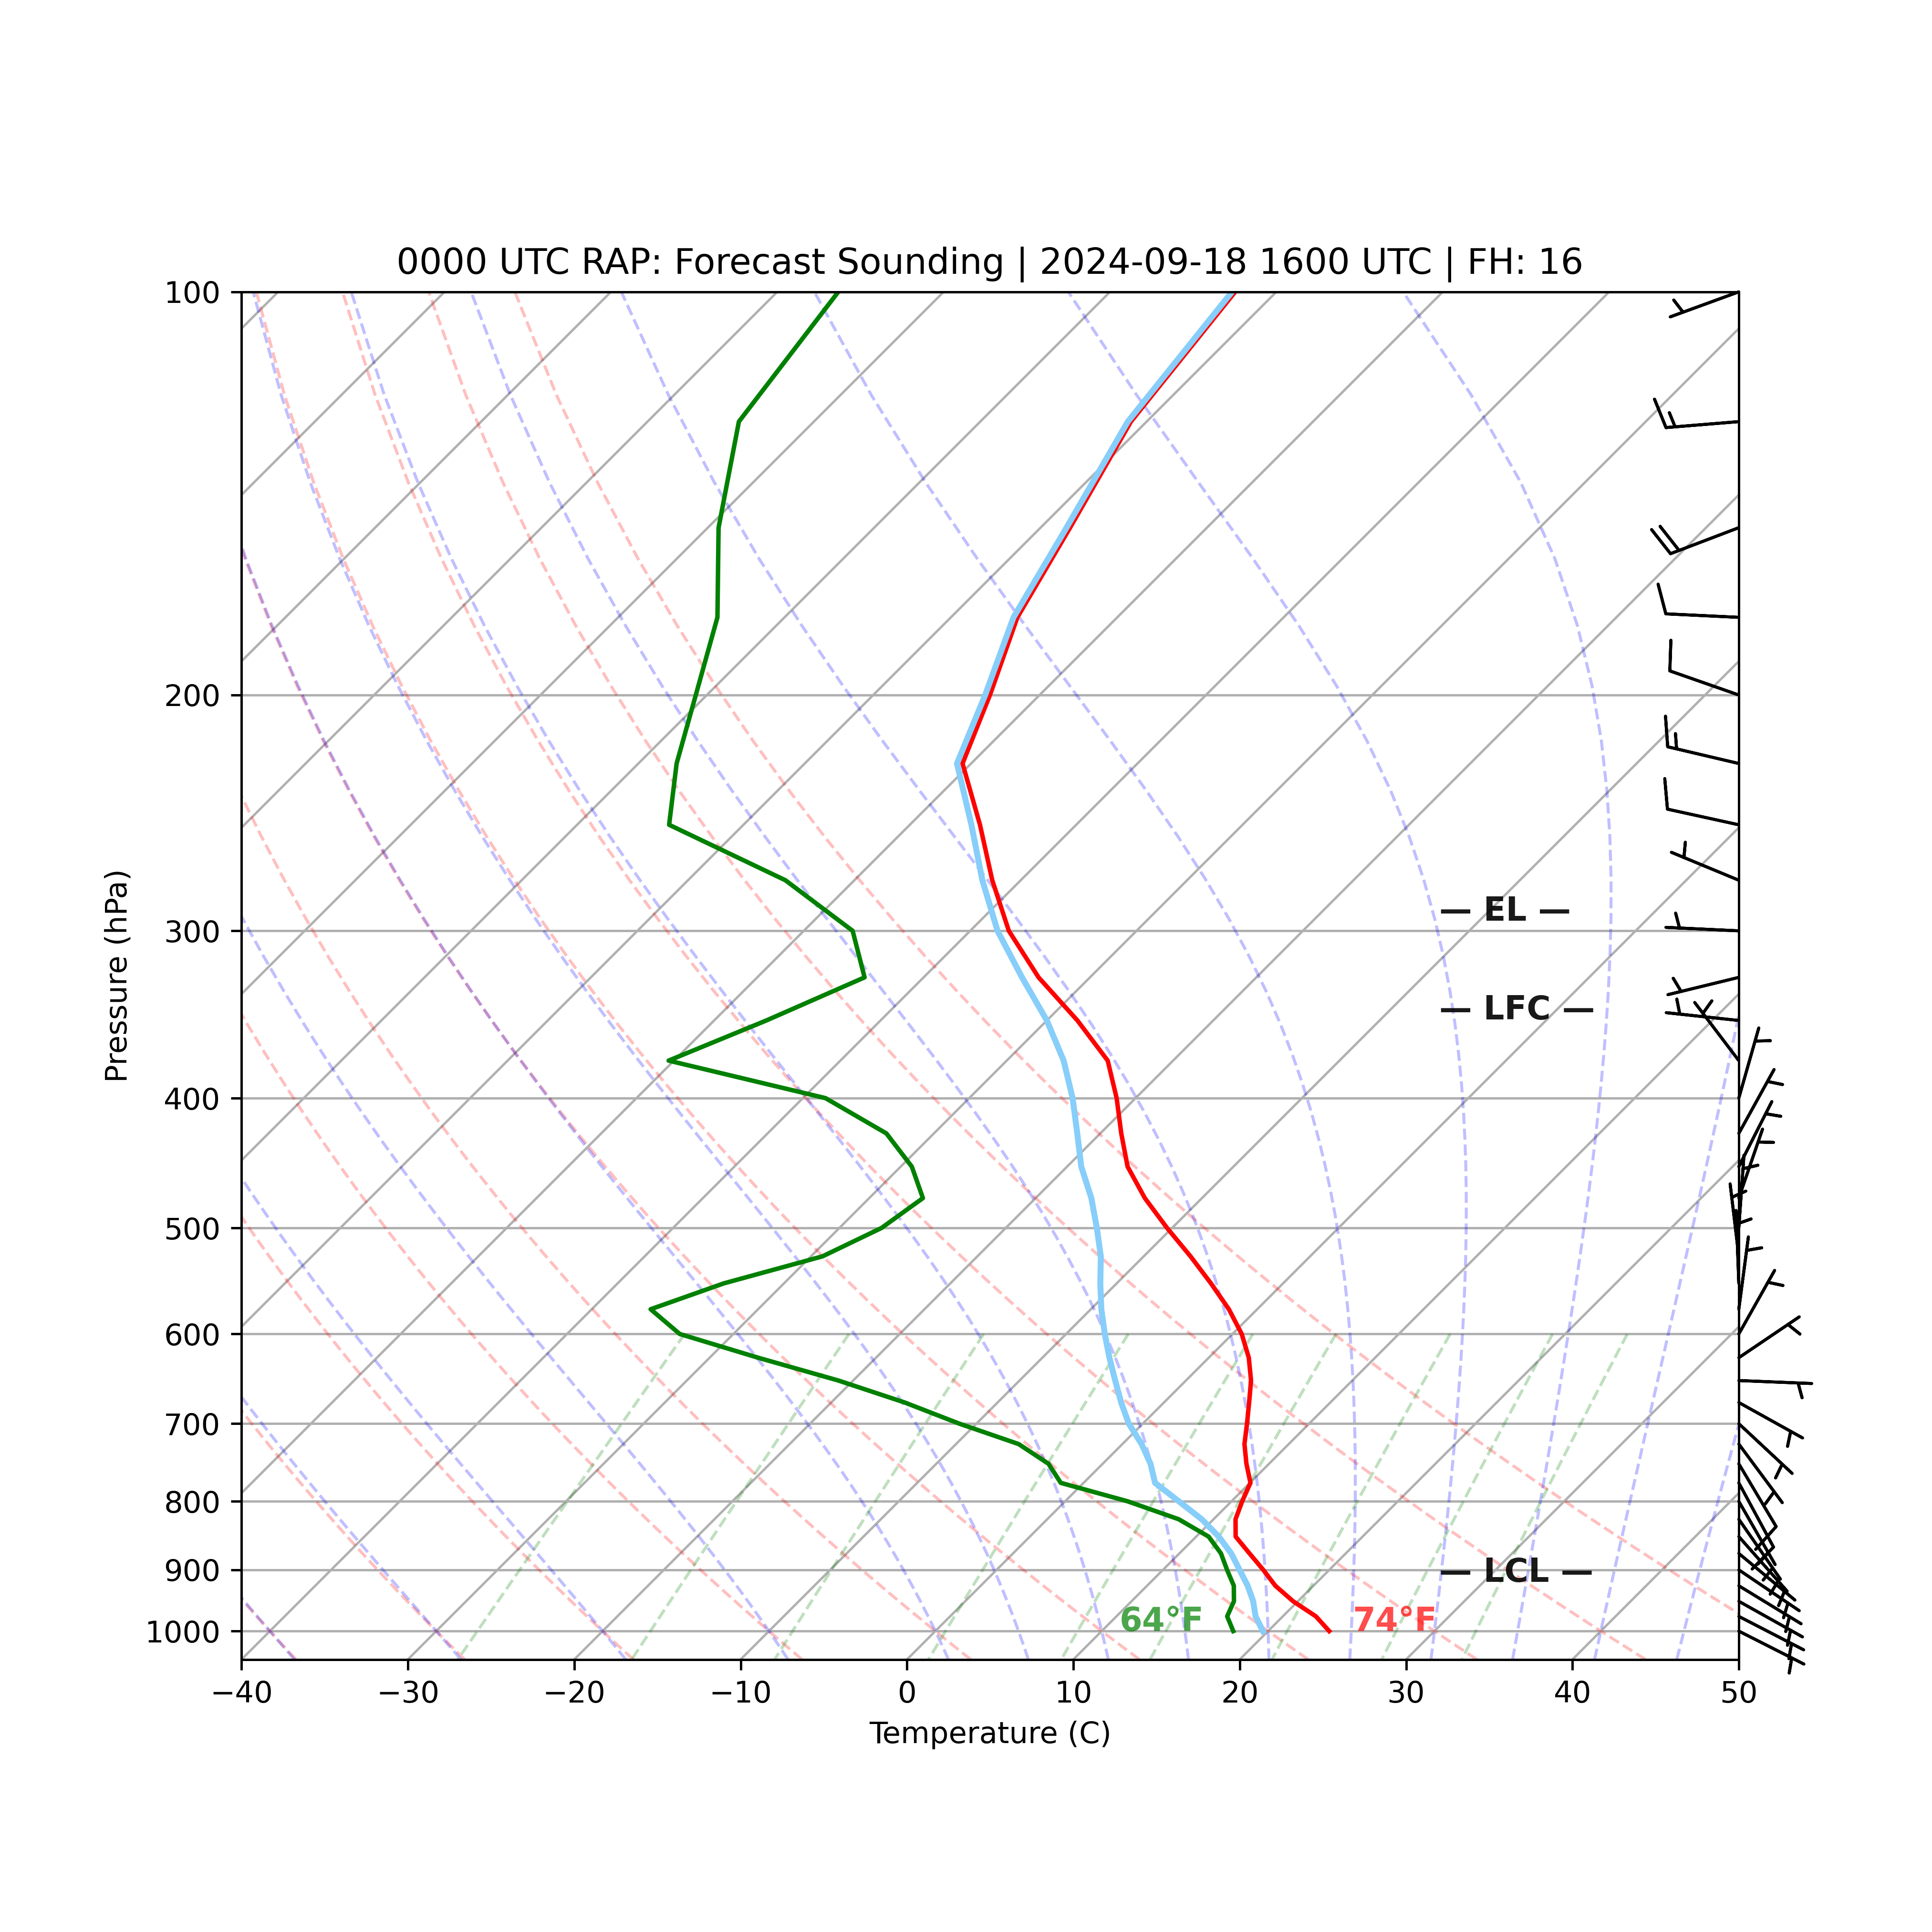 0000 UTC RAP: Forecast Sounding | 2024-09-18 1600 UTC | FH: 16
100
200
300
400
500
600
700
800
900
1000
Pressure (hPa)
— EL —
— LFC —
— LCL —
64°F
74°F
−40 −30 −20 −10 0 10 20 30 40 50
Temperature (C)